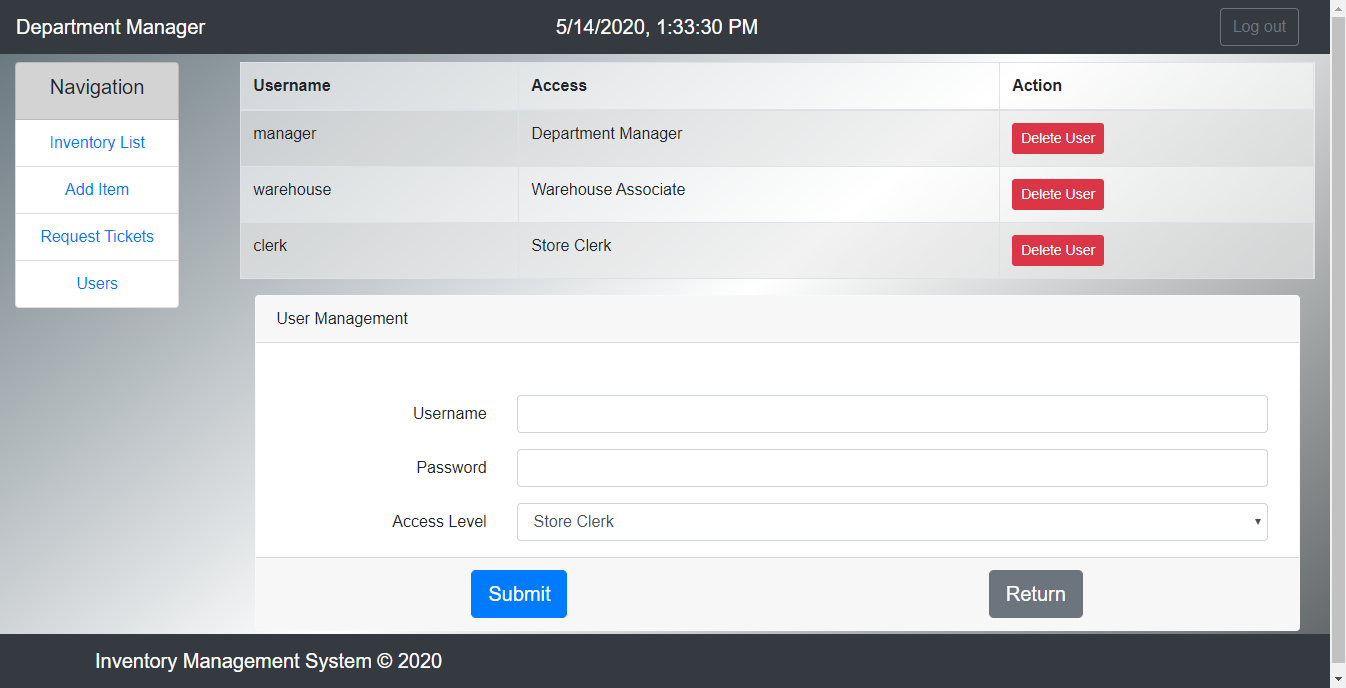 Department Manager 5/14/2020, 1:33:30 PM Log out
Navigation
Inventory List
Add Item
Request Tickets
Users
Username Access Action
manager Department Manager Delete User
warehouse Warehouse Associate Delete User
clerk Store Clerk Delete User
User Management
Username
Password
Access Level Store Clerk
Submit Return
Inventory Management System © 2020